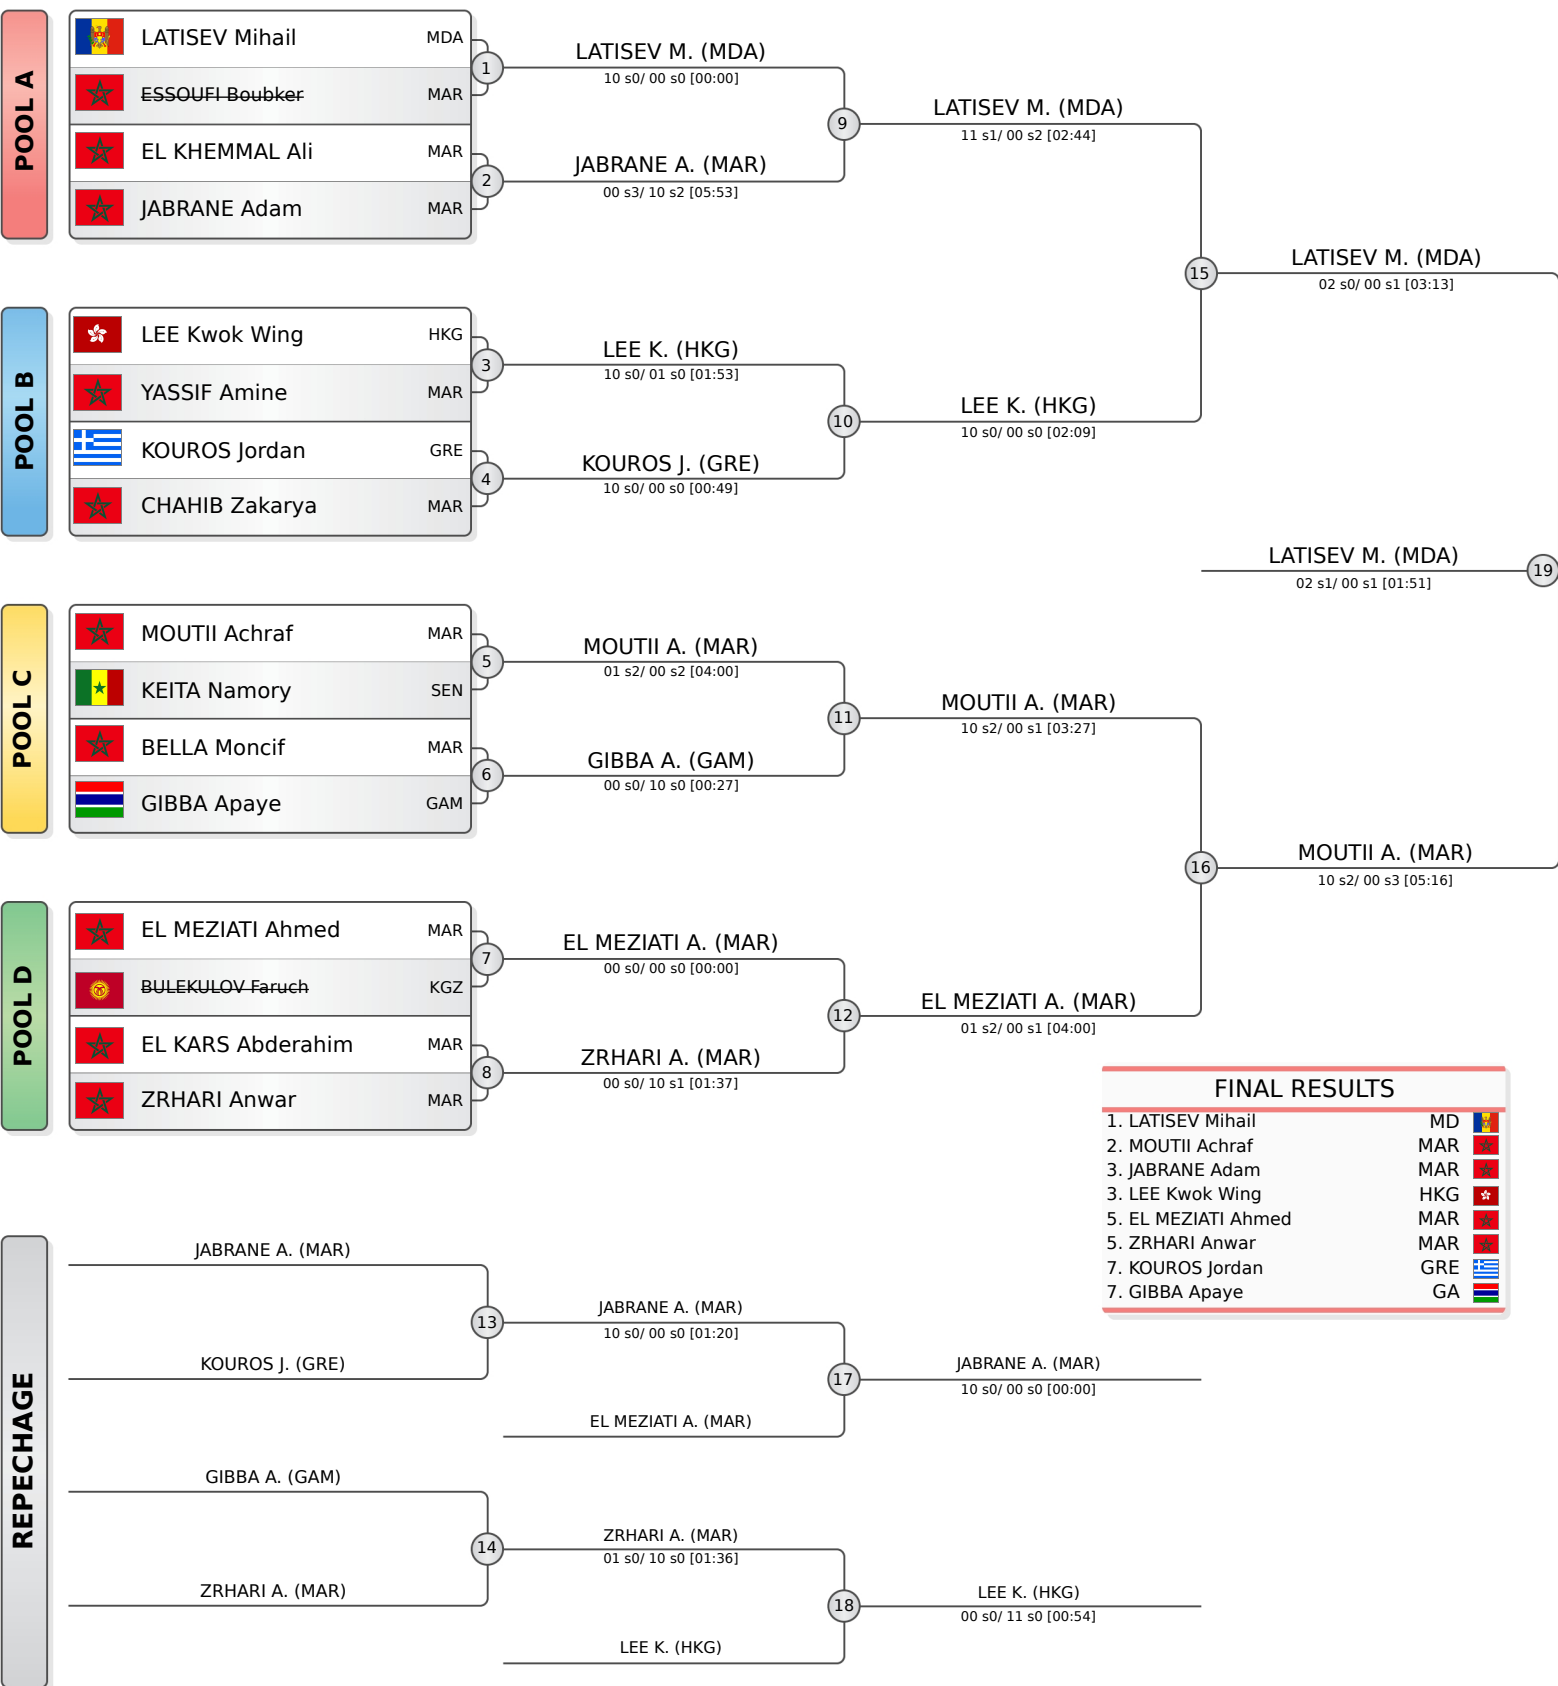 POOL A
LATISEV Mihail MDA
ESSOUFI Boubker MAR
EL KHEMMAL Ali MAR
JABRANE Adam MAR
1
LATISEV M. (MDA)
10 s0/ 00 s0 [00:00]
2
JABRANE A. (MAR)
00 s3/ 10 s2 [05:53]
9
LATISEV M. (MDA)
11 s1/ 00 s2 [02:44]
POOL B
LEE Kwok Wing HKG
YASSIF Amine MAR
KOUROS Jordan GRE
CHAHIB Zakarya MAR
3
LEE K. (HKG)
10 s0/ 01 s0 [01:53]
4
KOUROS J. (GRE)
10 s0/ 00 s0 [00:49]
10
LEE K. (HKG)
10 s0/ 00 s0 [02:09]
15
LATISEV M. (MDA)
02 s0/ 00 s1 [03:13]
LATISEV M. (MDA)
02 s1/ 00 s1 [01:51]
19
POOL C
MOUTII Achraf MAR
KEITA Namory SEN
BELLA Moncif MAR
GIBBA Apaye GAM
5
MOUTII A. (MAR)
01 s2/ 00 s2 [04:00]
6
GIBBA A. (GAM)
00 s0/ 10 s0 [00:27]
11
MOUTII A. (MAR)
10 s2/ 00 s1 [03:27]
POOL D
EL MEZIATI Ahmed MAR
BULEKULOV Faruch KGZ
EL KARS Abderahim MAR
ZRHARI Anwar MAR
7
EL MEZIATI A. (MAR)
00 s0/ 00 s0 [00:00]
8
ZRHARI A. (MAR)
00 s0/ 10 s1 [01:37]
12
EL MEZIATI A. (MAR)
01 s2/ 00 s1 [04:00]
16
MOUTII A. (MAR)
10 s2/ 00 s3 [05:16]
FINAL RESULTS
1. LATISEV Mihail MD
2. MOUTII Achraf MAR
3. JABRANE Adam MAR
3. LEE Kwok Wing HKG
5. EL MEZIATI Ahmed MAR
5. ZRHARI Anwar MAR
7. KOUROS Jordan GRE
7. GIBBA Apaye GA
REPECHAGE
JABRANE A. (MAR)
KOUROS J. (GRE)
13
JABRANE A. (MAR)
10 s0/ 00 s0 [01:20]
EL MEZIATI A. (MAR)
17
JABRANE A. (MAR)
10 s0/ 00 s0 [00:00]
GIBBA A. (GAM)
ZRHARI A. (MAR)
14
ZRHARI A. (MAR)
01 s0/ 10 s0 [01:36]
LEE K. (HKG)
18
LEE K. (HKG)
00 s0/ 11 s0 [00:54]